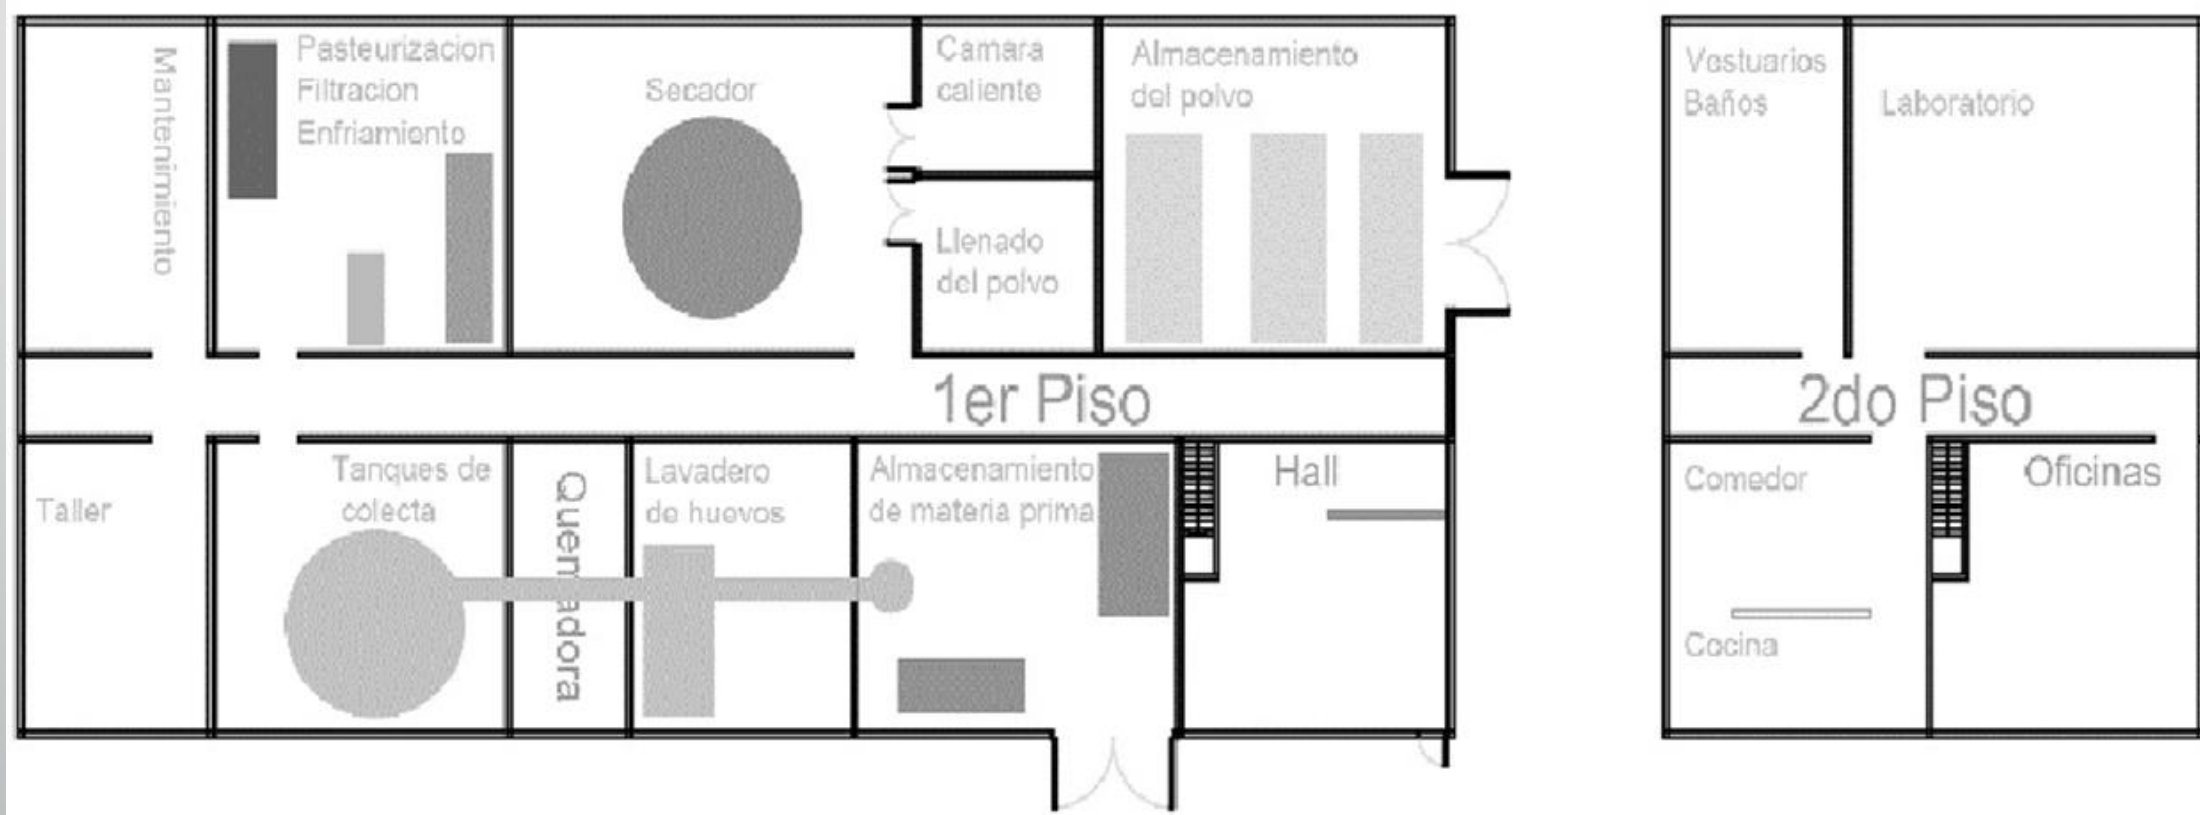 Mantenimiento
Pasteurizacion
Filtracion
Enfriamiento
Secador
Camara
caliente
Llenado
del polvo
Almacenamiento
del polvo
1er Piso
Taller
Tanques de
colecta
Quemadora
Lavadero
de huevos
Almacenamiento
de materia prima
Hall
Vestuarios
Baños
Laboratorio
2do Piso
Comedor
Cocina
Oficinas